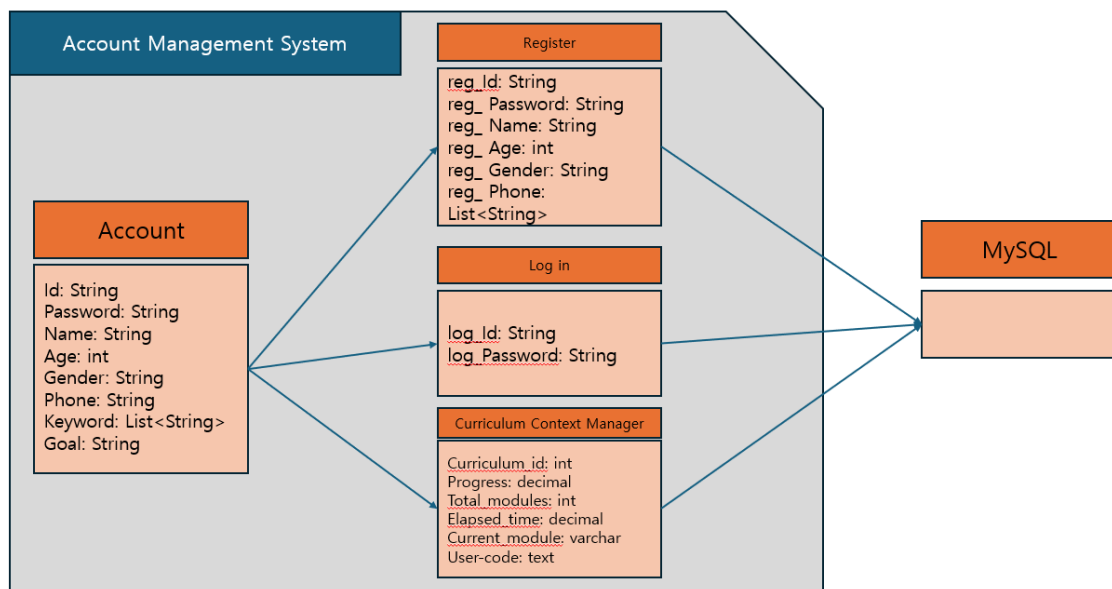 Account Management System
Register
reg_Id: String
reg_ Password: String
reg_ Name: String
reg_ Age: int
reg_ Gender: String
reg_ Phone:
List<String>
Account
Id: String
Password: String
Name: String
Age: int
Gender: String
Phone: String
Keyword: List<String>
Goal: String
Log in
log_Id: String
log_Password: String
Curriculum Context Manager
Curriculum_id: int
Progress: decimal
Total_modules: int
Elapsed_time: decimal
Current_module: varchar
User-code: text
MySQL